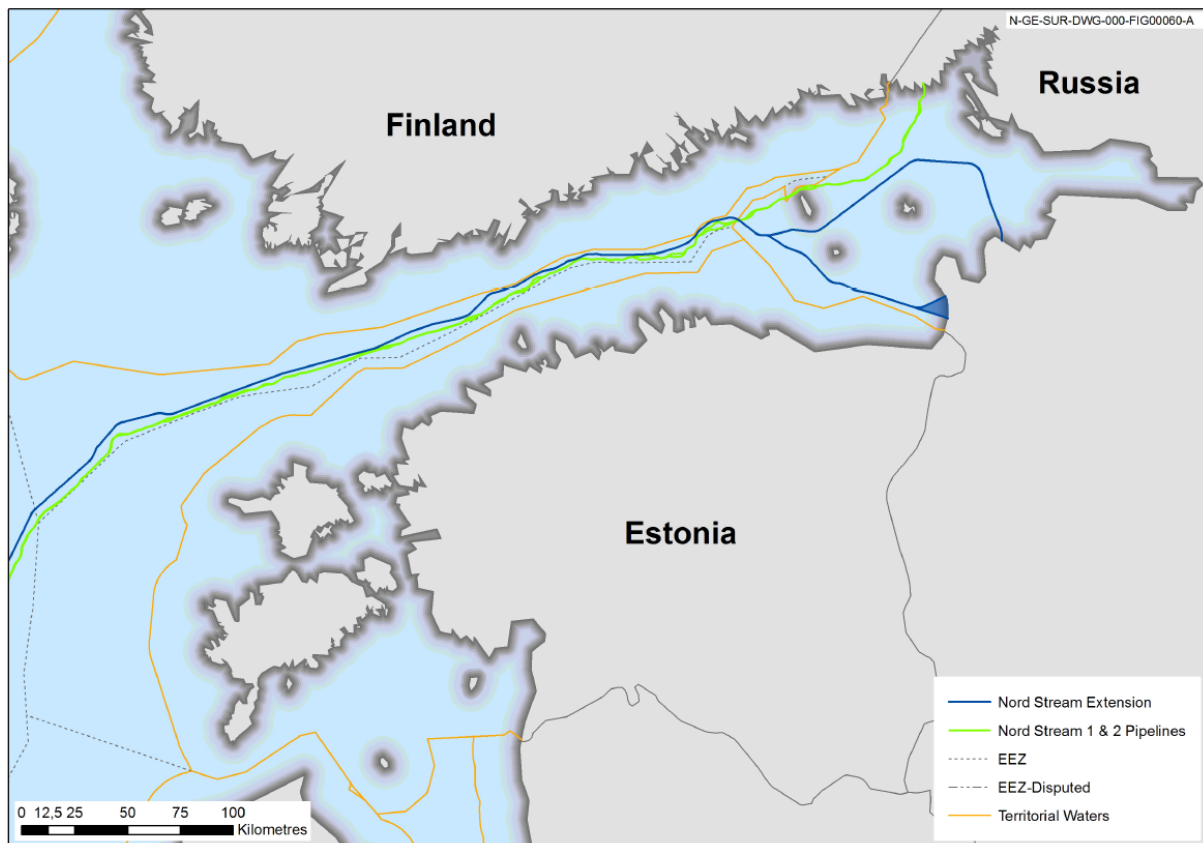 N-GE-SUR-DWG-000-FIG00060-A
Russia
Finland
Estonia
Nord Stream Extension
Nord Stream 1 & 2 Pipelines
EEZ
EEZ-Disputed
Territorial Waters
0 12,5 25 50 75 100
Kilometres